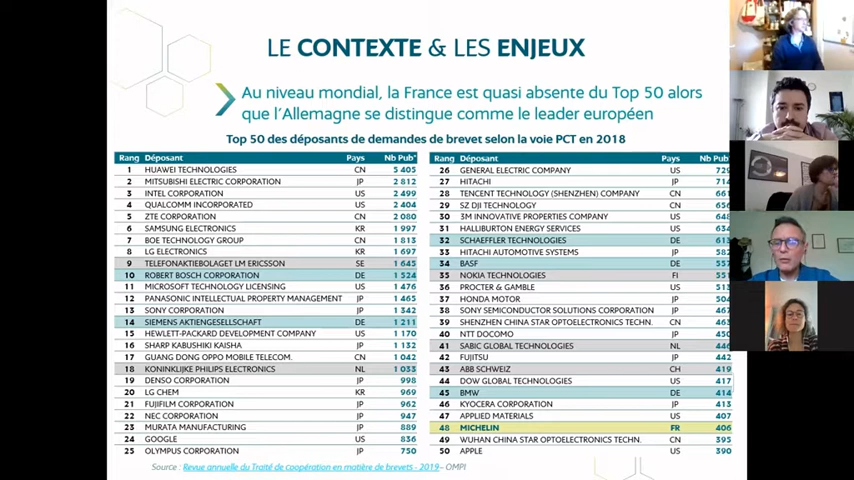 LE CONTEXTE & LES ENJEUX
Au niveau mondial, la France est quasi absente du Top 50 alors
que l'Allemagne se distingue comme le leader européen
Top 50 des déposants de demandes de brevet selon la voie PCT en 2018
Rang Déposant Pays Nb Pub*
1 HUAWEI TECHNOLOGIES CN 5 405
2 MITSUBISHI ELECTRIC CORPORATION JP 2 812
3 INTEL CORPORATION US 2 499
4 QUALCOMM INCORPORATED US 2 404
5 ZTE CORPORATION CN 2 080
6 SAMSUNG ELECTRONICS KR 1 997
7 BOE TECHNOLOGY GROUP CN 1 813
8 LG ELECTRONICS KR 1 697
9 TELEFONAKTIEBOLAGET LM ERICSSON SE 1 645
10 ROBERT BOSCH CORPORATION DE 1 524
11 MICROSOFT TECHNOLOGY LICENSING US 1 476
12 PANASONIC INTELLECTUAL PROPERTY MANAGEMENT JP 1 465
13 SONY CORPORATION JP 1 342
14 SIEMENS AKTIENGESELLSCHAFT DE 1 211
15 HEWLETT-PACKARD DEVELOPMENT COMPANY US 1 170
16 SHARP KABUSHIKI KAISHA JP 1 132
17 GUANG DONG OPPO MOBILE TELECOM. CN 1 042
18 KONINKLIJKE PHILIPS ELECTRONICS NL 1 033
19 DENSO CORPORATION JP 998
20 LG CHEM KR 969
21 FUJIFILM CORPORATION JP 962
22 NEC CORPORATION JP 947
23 MURATA MANUFACTURING JP 889
24 GOOGLE US 836
25 OLYMPUS CORPORATION JP 750
Rang Déposant Pays Nb Pub
26 GENERAL ELECTRIC COMPANY US 729
27 HITACHI JP 714
28 TENCENT TECHNOLOGY (SHENZHEN) COMPANY CN 661
29 SZ DJI TECHNOLOGY CN 656
30 3M INNOVATIVE PROPERTIES COMPANY US 648
31 HALLIBURTON ENERGY SERVICES US 634
32 SCHAEFFLER TECHNOLOGIES DE 613
33 HITACHI AUTOMOTIVE SYSTEMS JP 582
34 BASF DE 557
35 NOKIA TECHNOLOGIES FI 551
36 PROCTER & GAMBLE US 513
37 HONDA MOTOR JP 504
38 SONY SEMICONDUCTOR SOLUTIONS CORPORATION JP 467
39 SHENZHEN CHINA STAR OPTOELECTRONICS TECHN. CN 463
40 NTT DOCOMO JP 450
41 SABIC GLOBAL TECHNOLOGIES NL 446
42 FUJITSU JP 442
43 ABB SCHWEIZ CH 419
44 DOW GLOBAL TECHNOLOGIES US 417
45 BMW DE 414
46 KYOCERA CORPORATION JP 413
47 APPLIED MATERIALS US 407
48 MICHELIN FR 406
49 WUHAN CHINA STAR OPTOELECTRONICS TECHN. CN 395
50 APPLE US 390
Source : Revue annuelle du Traité de coopération en matière de brevets - 2019 – OMPI